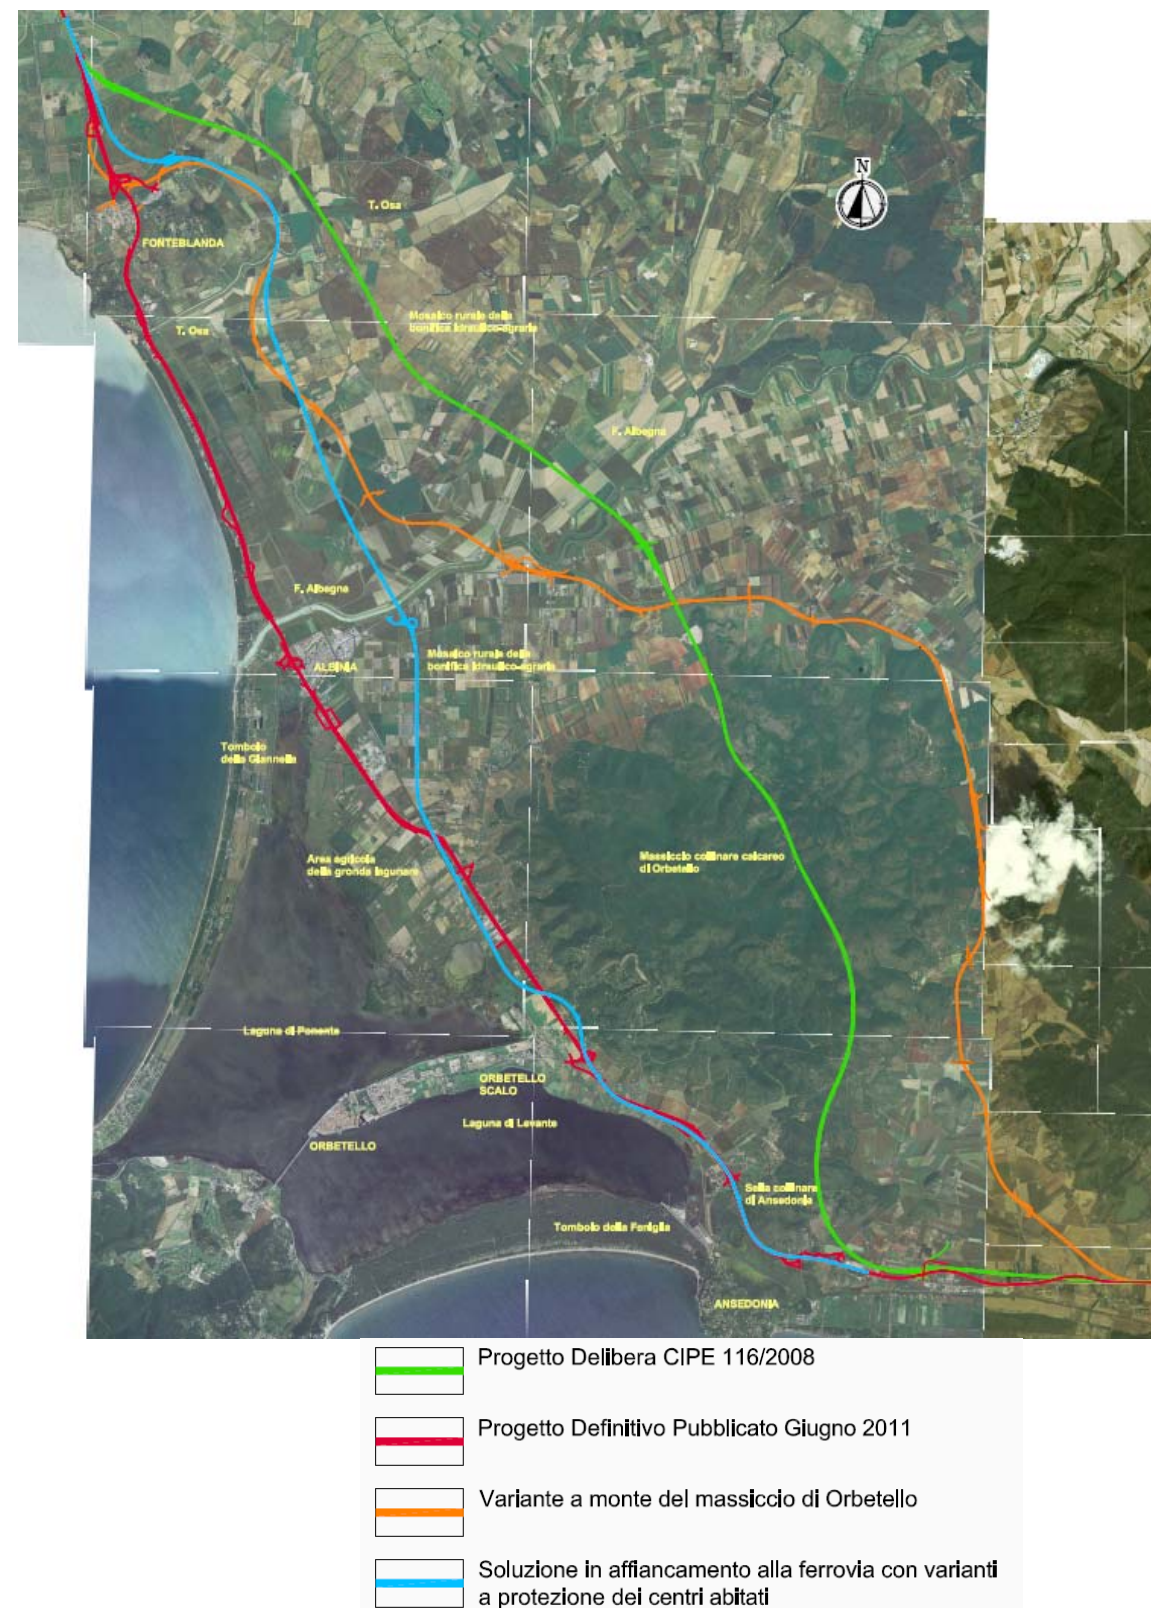 N
T. Osa
FONTEBLANDA
T. Osa
Mosaico rurale della
bonifica idraulico-agraria
F. Albegna
F. Albegna
ALBINIA
Mosaico rurale della
bonifica idraulico-agraria
Tombolo
della Giannella
Area agricola
della gronda lagunare
Massiccio collinare calcareo
di Orbetello
Laguna di Ponente
ORBETELLO
SCALO
Laguna di Levante
ORBETELLO
Sella collinare
di Ansedonia
Tombolo della Feniglia
ANSEDONIA
Progetto Delibera CIPE 116/2008
Progetto Definitivo Pubblicato Giugno 2011
Variante a monte del massiccio di Orbetello
Soluzione in affiancamento alla ferrovia con varianti
a protezione dei centri abitati